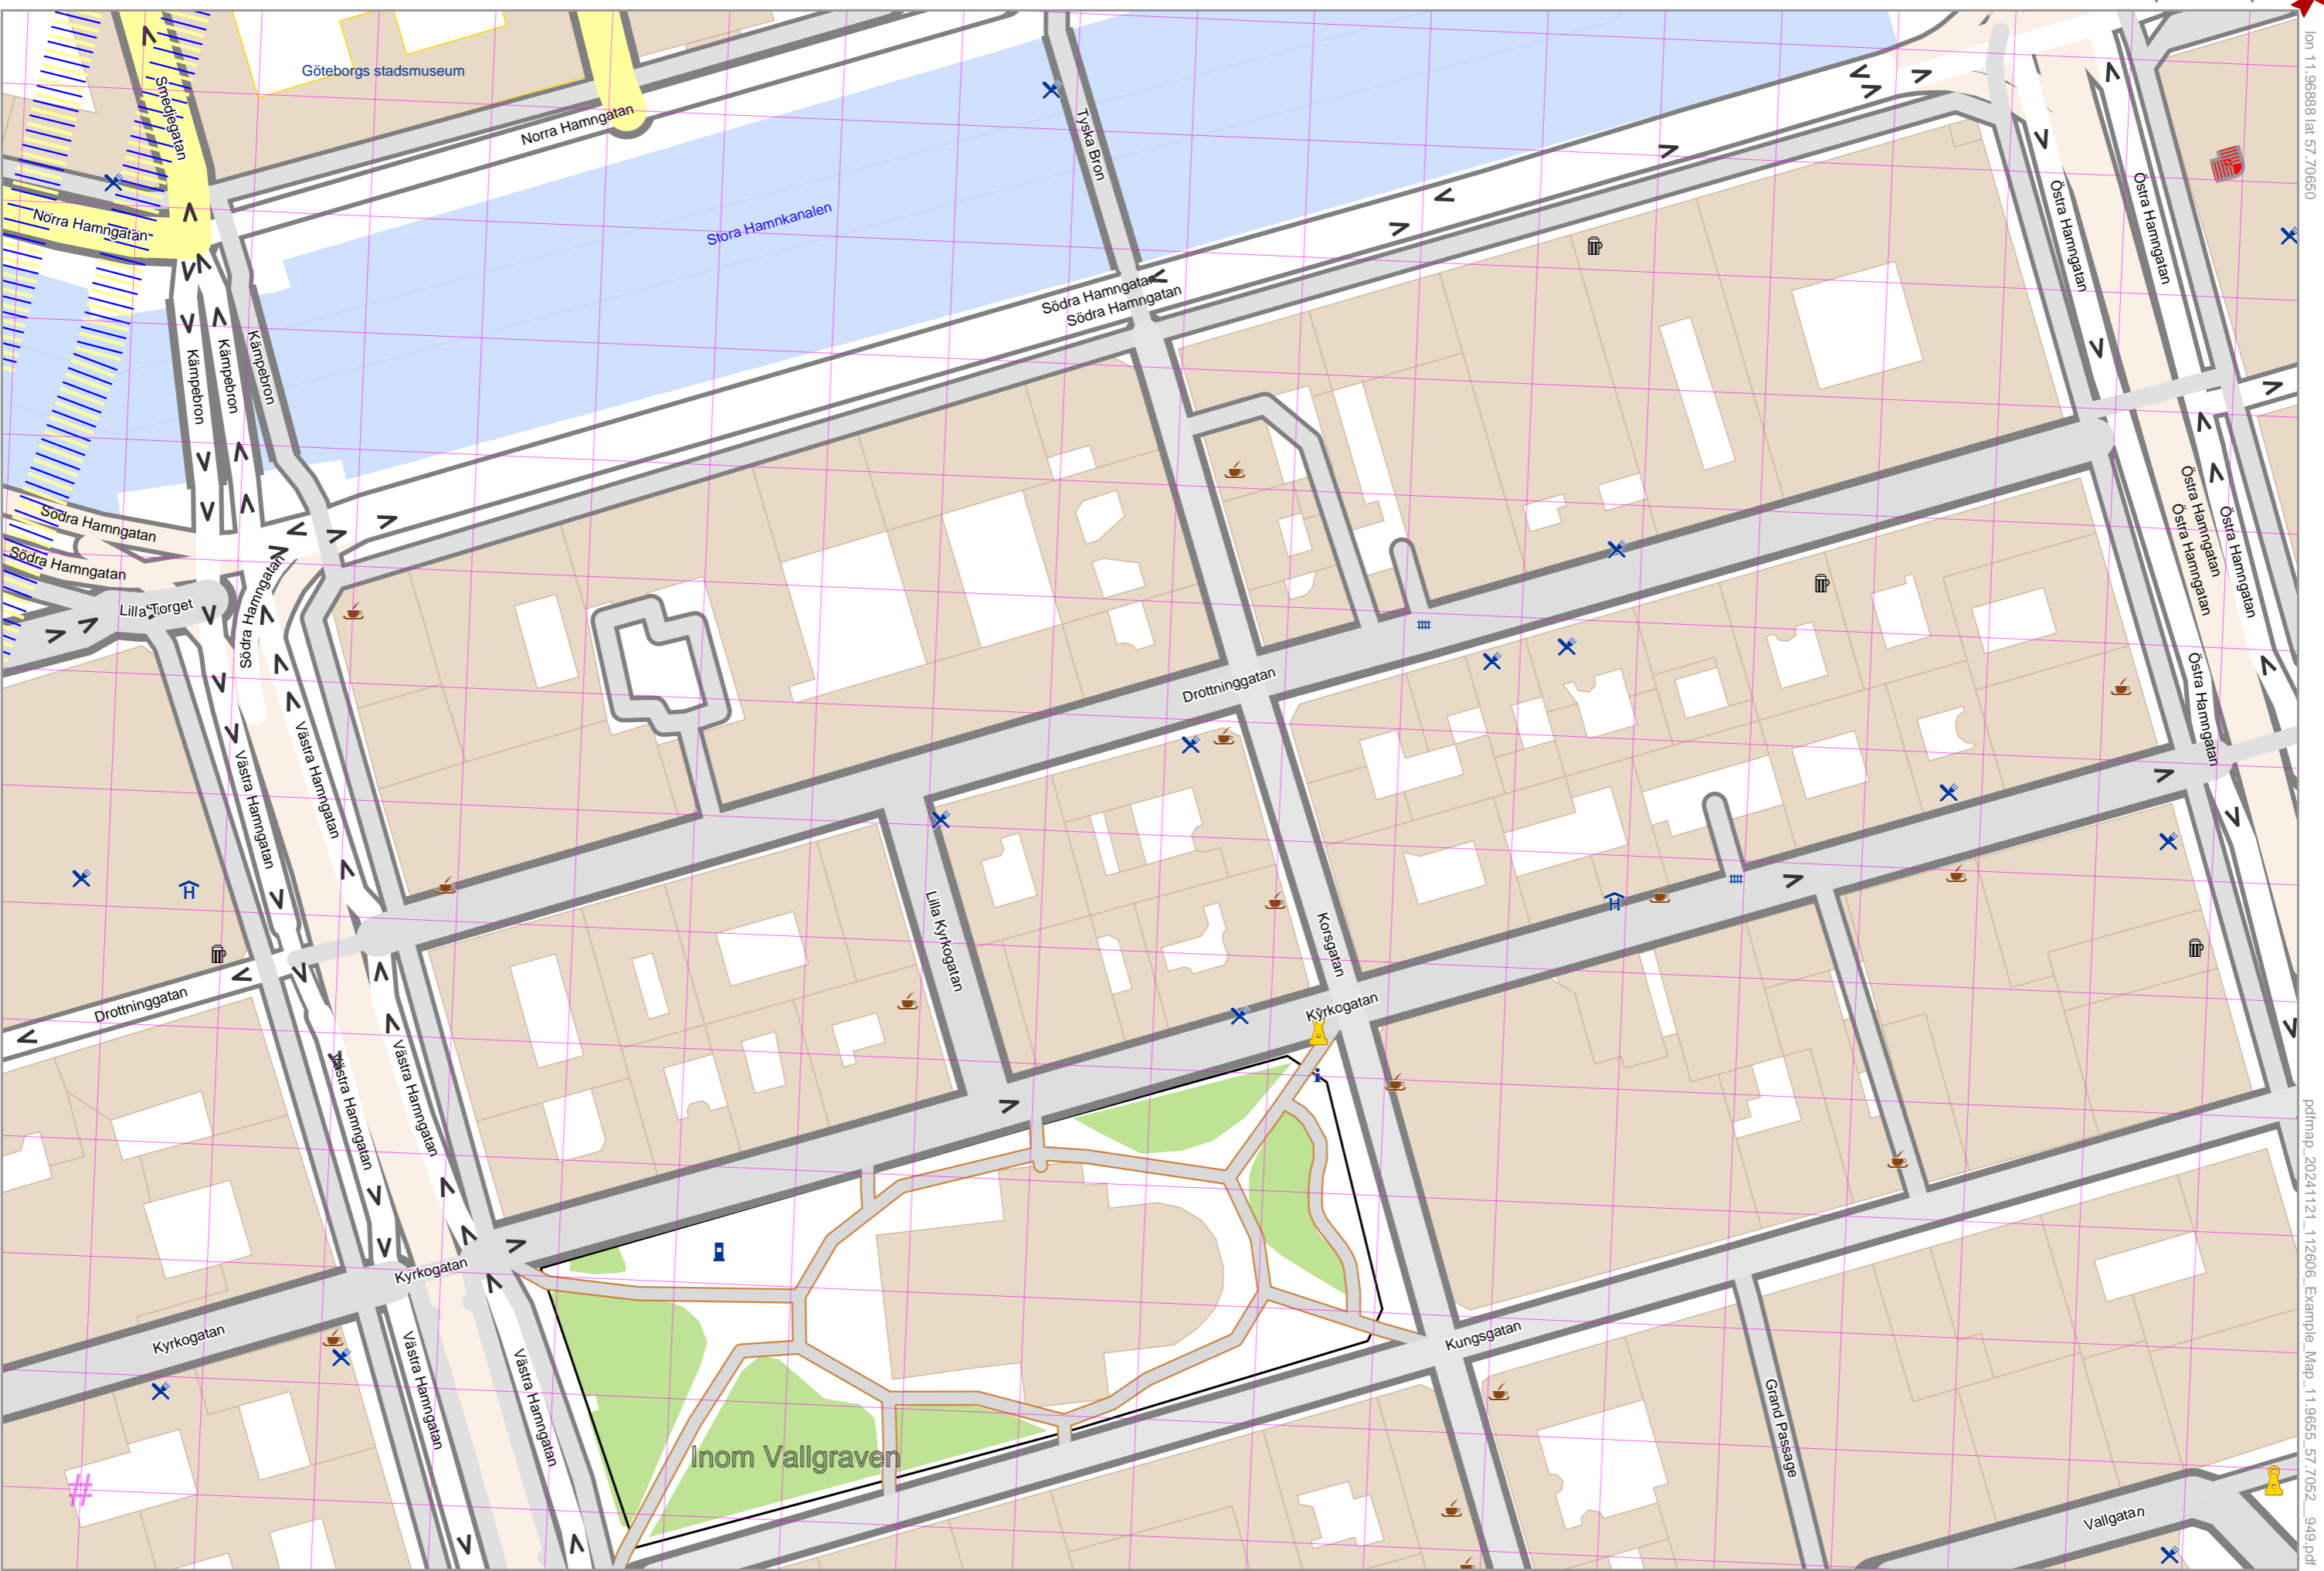 Göteborgs stadsmuseum
Smedjegatan
Norra Hamngatan
Tyska Bron
lon 11.96888 lat 57.70650
Norra Hamngatan
Stora Hamnkanalen
Östra Hamngatan
Östra Hamngatan
Södra Hamngatan
Södra Hamngatan
Kämpebron
Kämpebron
Kämpebron
Södra Hamngatan
Södra Hamngatan
Lilla Torget
Södra Hamngatan
Östra Hamngatan
Östra Hamngatan
Östra Hamngatan
Östra Hamngatan
Drottninggatan
Västra Hamngatan
Västra Hamngatan
Lilla Kyrkogatan
Korsgatan
Drottninggatan
Kyrkogatan
Västra Hamngatan
Västra Hamngatan
Kyrkogatan
Kyrkogatan
Kungsgatan
Västra Hamngatan
Västra Hamngatan
Grand Passage
Inom Vallgraven
#
Vallgatan
pdfmap_20241121_112606_Example_Map_11.9655_57.7052__949.pdf